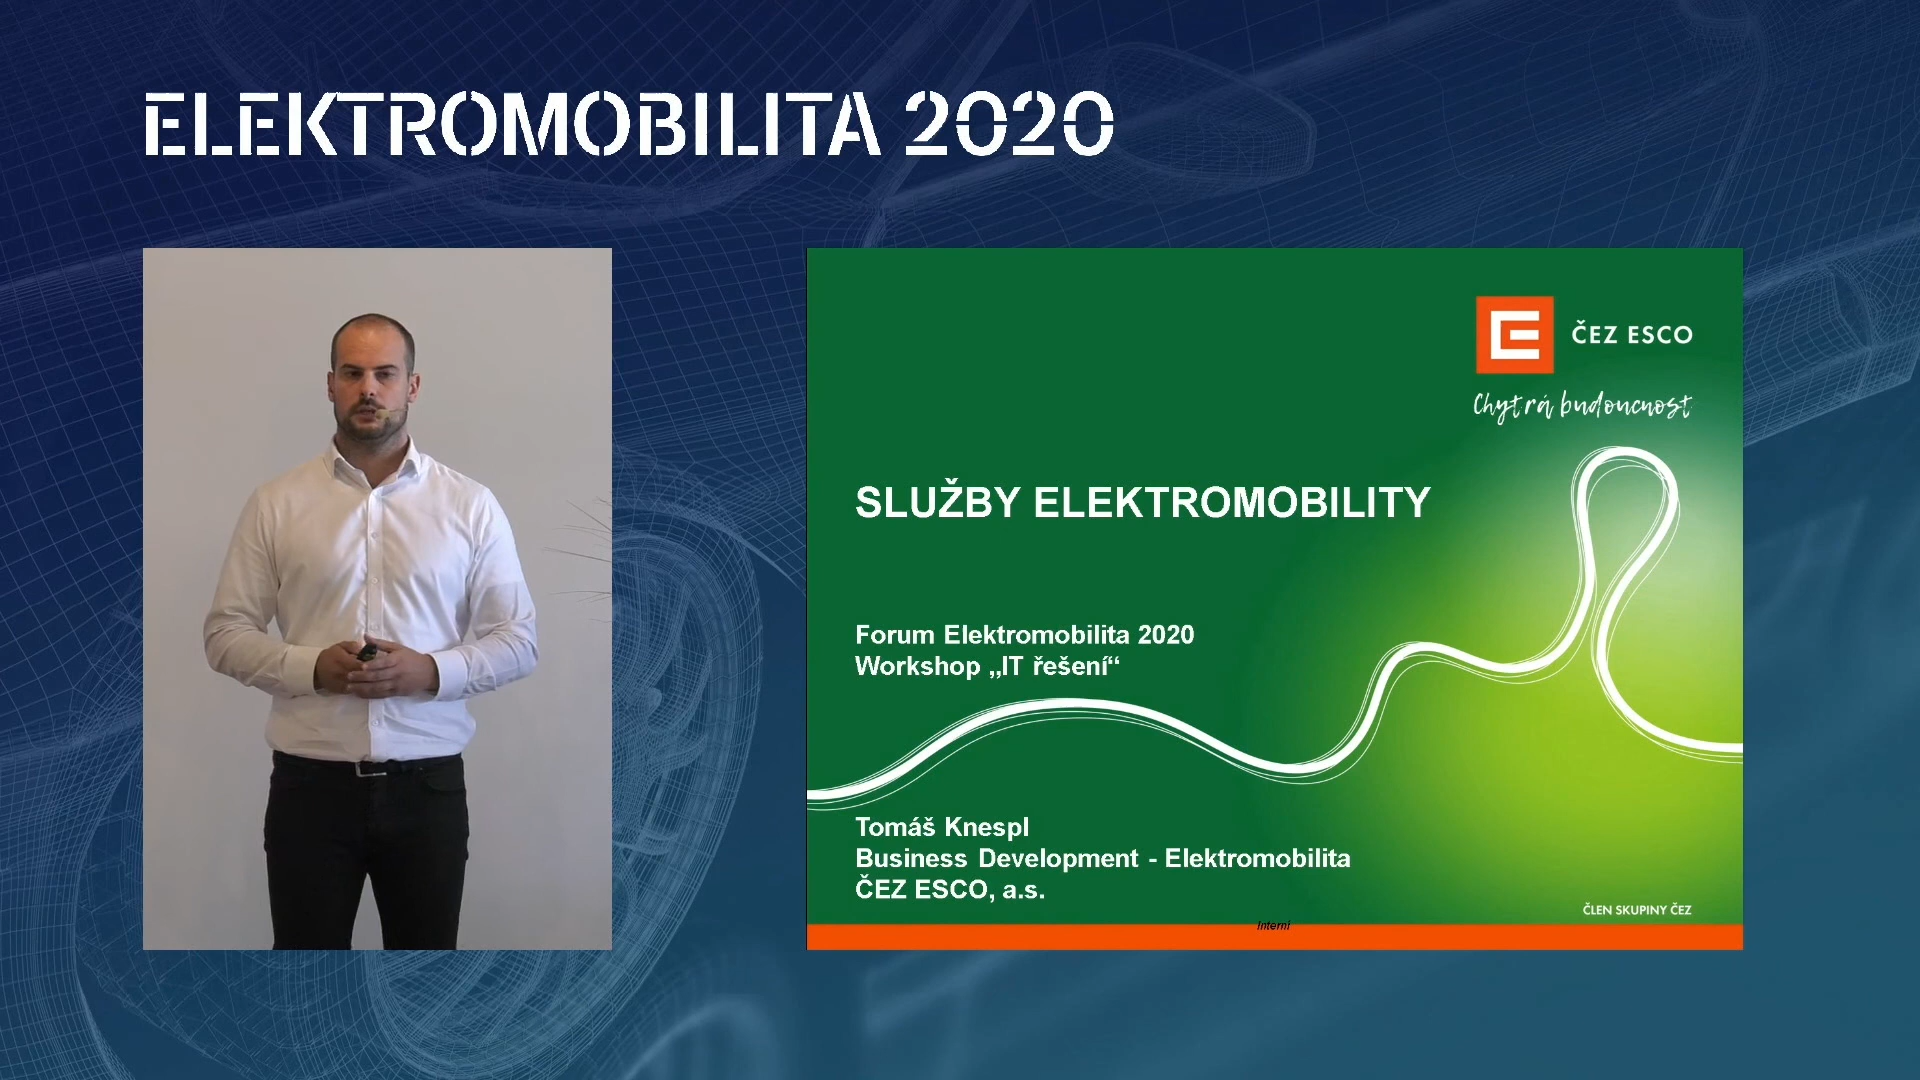 ELEKTROMOBILITA 2020
ČEZ ESCO
Chytrá budoucnost
SLUŽBY ELEKTROMOBILITY
Forum Elektromobilita 2020
Workshop „IT řešení“
Tomáš Knespl
Business Development - Elektromobilita
ČEZ ESCO, a.s.
ČLEN SKUPINY ČEZ
Interní